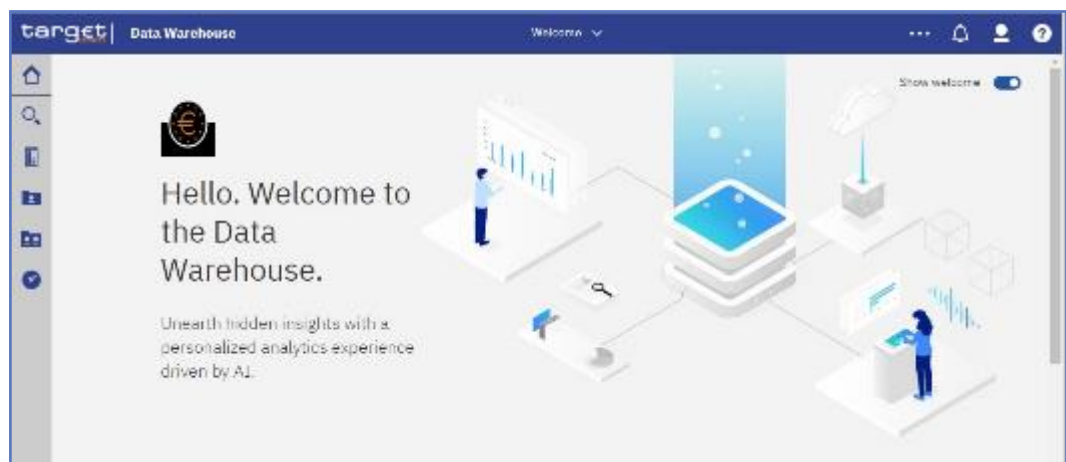 target| Data Warehouse
Welcome
Show welcome
Hello. Welcome to
the Data
Warehouse.
Unearth hidden insights with a
personalized analytics experience
driven by AI.